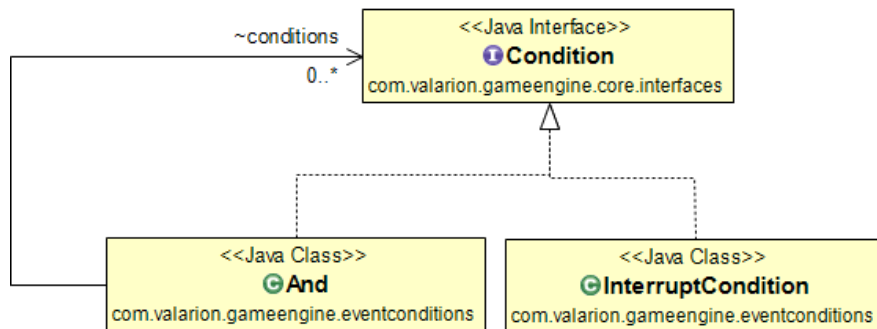 ~conditions
0..*
<<Java Interface>>
I Condition
com.valarion.gameengine.core.interfaces
<<Java Class>>
C And
com.valarion.gameengine.eventconditions
<<Java Class>>
C InterruptCondition
com.valarion.gameengine.eventconditions